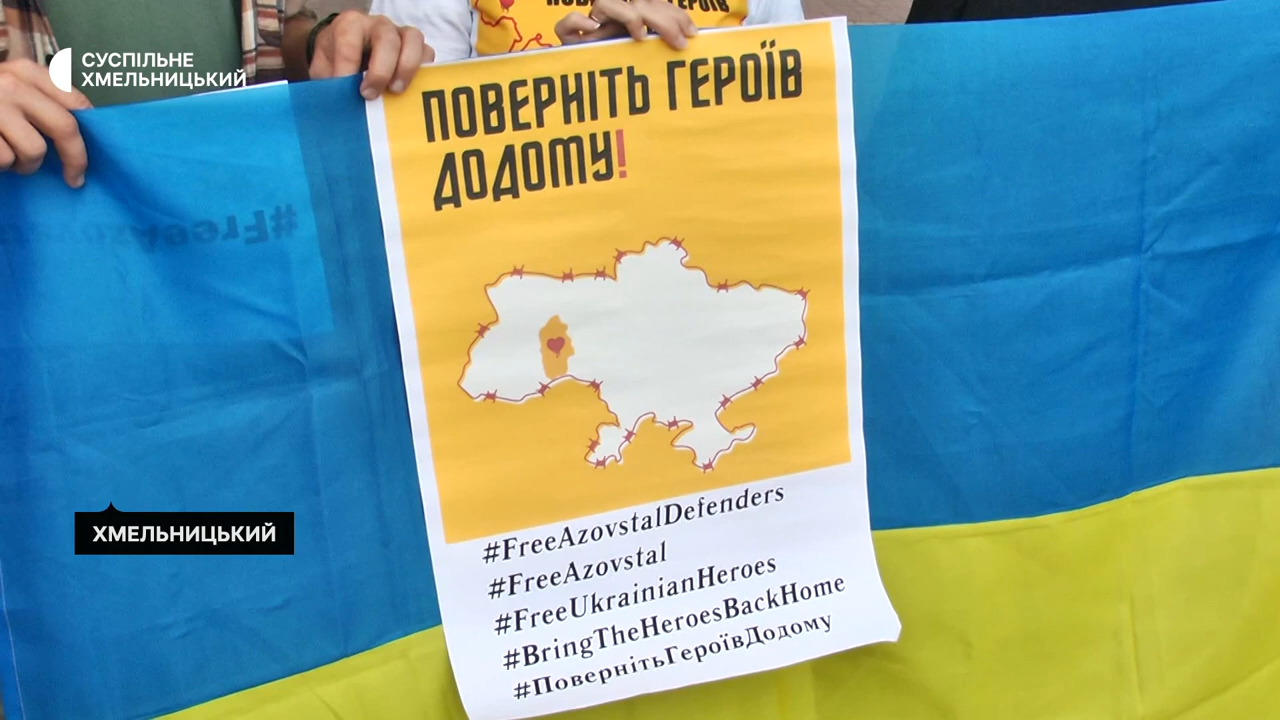 СУСПІЛЬНЕ
ХМЕЛЬНИЦЬКИЙ
ПОВЕРНІТЬ ГЕРОЇВ
ДОДОМУ!
ХМЕЛЬНИЦЬКИЙ
#FreeAzovstalDefenders
#FreeAzovstal
#FreeUkrainianHeroes
#BringTheHeroesBackHome
#ПовернітьГероївДодому